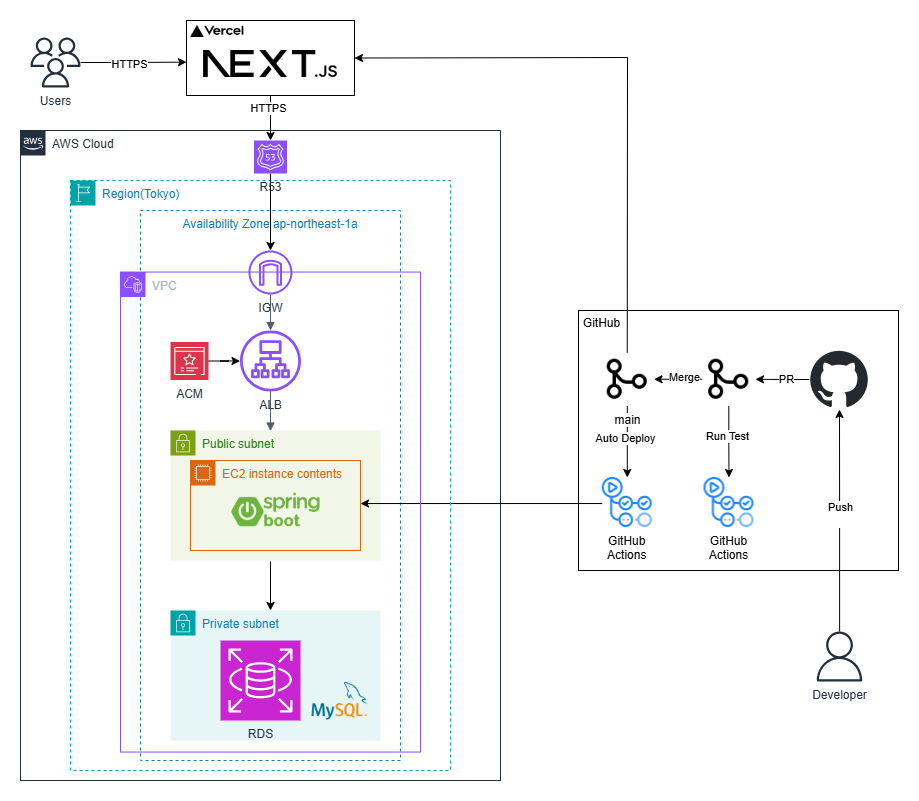 Vercel
NEXT.JS
Users
HTTPS
HTTPS
aws
AWS Cloud
53
R53
Region(Tokyo)
Availability Zone ap-northeast-1a
VPC
IGW
ACM
ALB
Public subnet
EC2 instance contents
spring
boot
Private subnet
MySQL
RDS
GitHub
Merge
PR
main
Auto Deploy
Run Test
GitHub
Actions
GitHub
Actions
Push
Developer